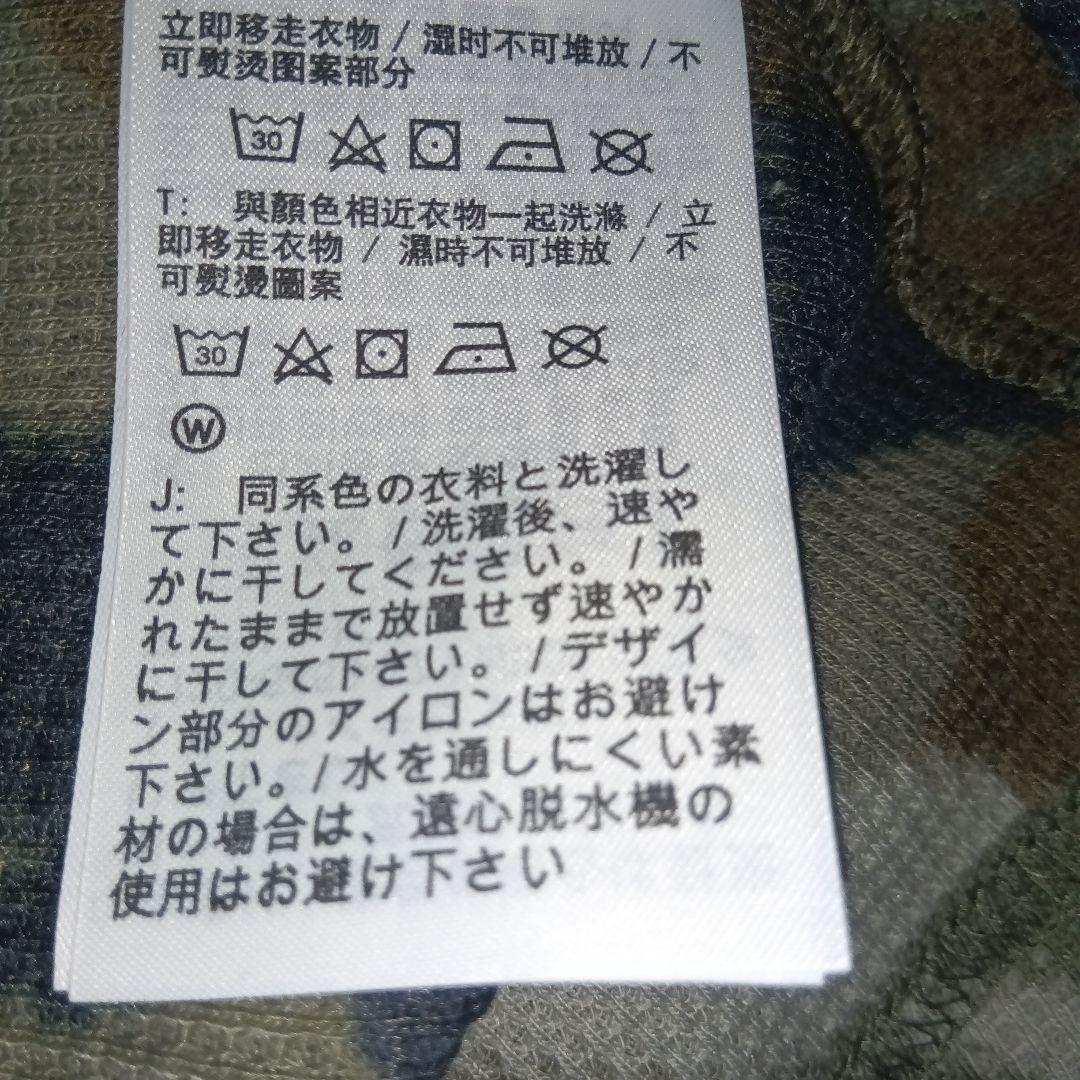 立即移走衣物 / 濕时不可堆放 / 不
可熨烫图案部分
30
T: 與顏色相近衣物一起洗滌 / 立
即移走衣物 / 濕時不可堆放 / 不
可熨燙圖案
30
W
J: 同系色の衣料と洗濯し
て下さい。/洗濯後、速や
かに干してください。/濡
れたままで放置せず速やか
に干して下さい。/デザイ
ン部分のアイロンはお避け
下さい。/水を通しにくい素
材の場合は、遠心脱水機の
使用はお避け下さい